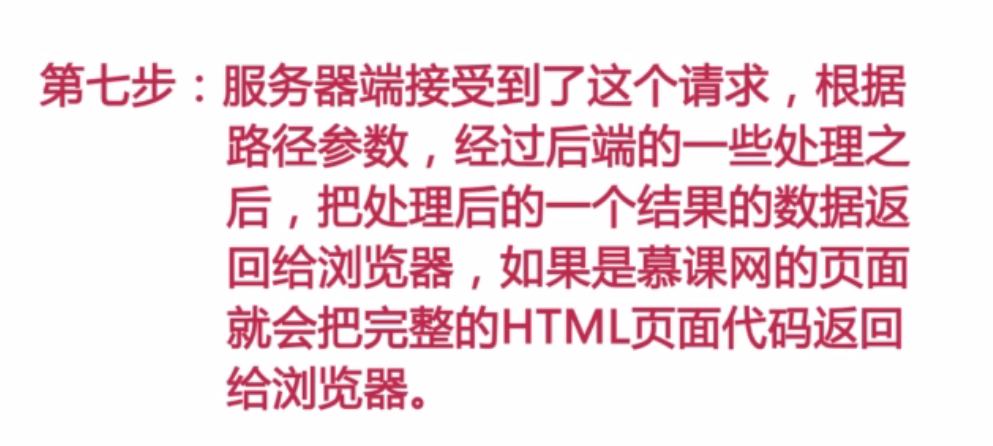 第七步：服务器端接受到了这个请求，根据
路径参数，经过后端的一些处理之
后，把处理后的一个结果的数据返
回给浏览器，如果是慕课网的页面
就会把完整的HTML页面代码返回
给浏览器。